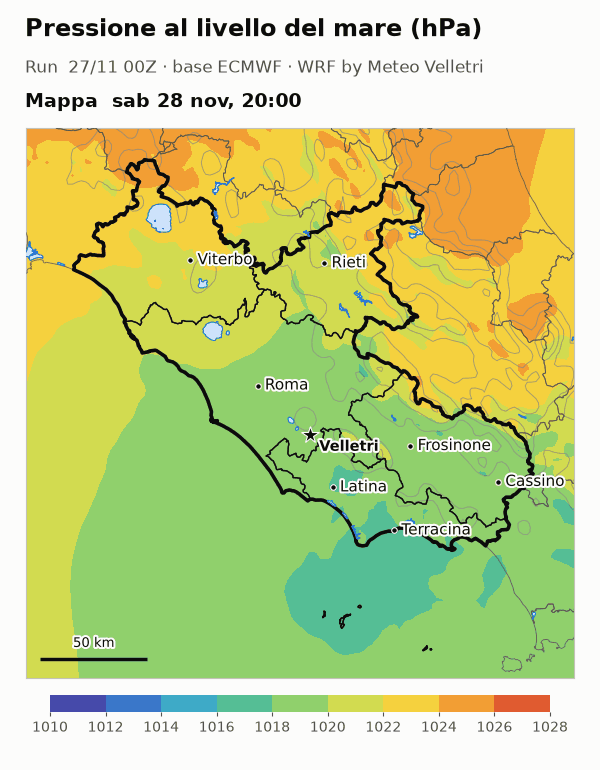 Pressione al livello del mare (hPa)
Run  27/11 00Z · base ECMWF · WRF by Meteo Velletri
Mappa  sab 28 nov, 20:00
Viterbo
Rieti
Roma
Velletri
Frosinone
Latina
Cassino
Terracina
50 km
1010 1012 1014 1016 1018 1020 1022 1024 1026 1028